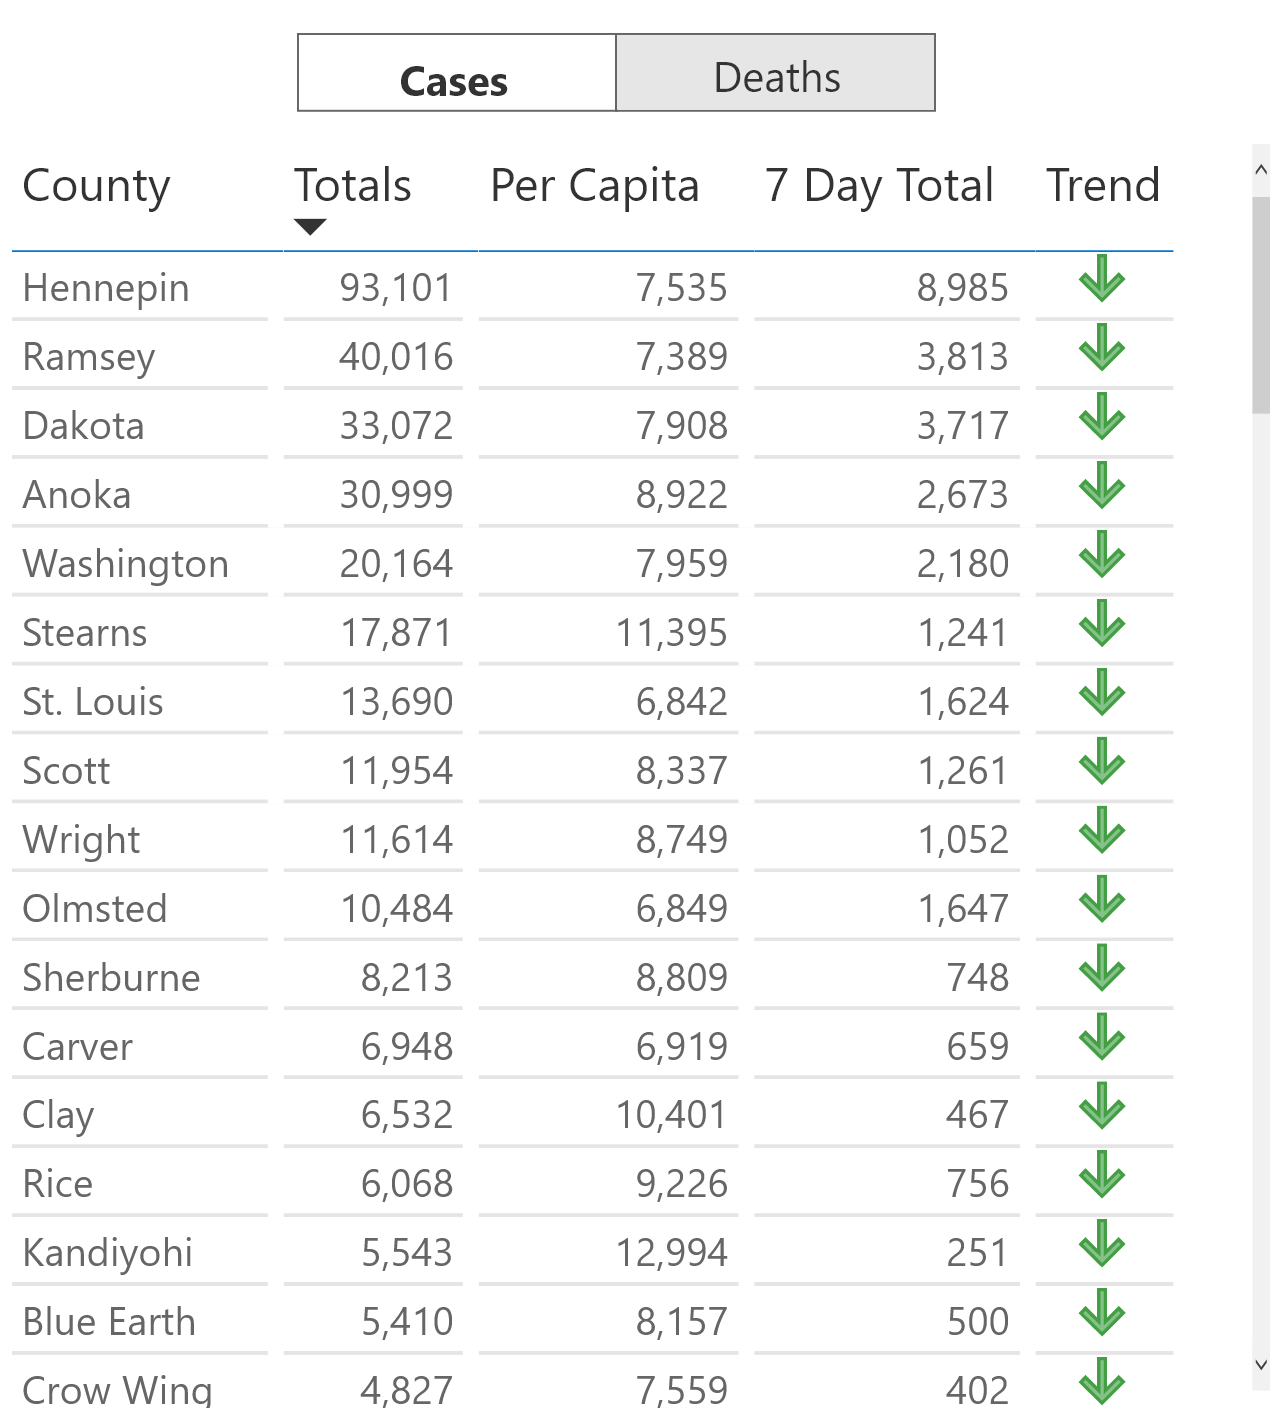 Cases Deaths
County Totals Per Capita 7 Day Total Trend
Hennepin 93,101 7,535 8,985
Ramsey 40,016 7,389 3,813
Dakota 33,072 7,908 3,717
Anoka 30,999 8,922 2,673
Washington 20,164 7,959 2,180
Stearns 17,871 11,395 1,241
St. Louis 13,690 6,842 1,624
Scott 11,954 8,337 1,261
Wright 11,614 8,749 1,052
Olmsted 10,484 6,849 1,647
Sherburne 8,213 8,809 748
Carver 6,948 6,919 659
Clay 6,532 10,401 467
Rice 6,068 9,226 756
Kandiyohi 5,543 12,994 251
Blue Earth 5,410 8,157 500
Crow Wing 4,827 7,559 402